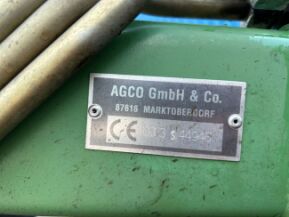 AGCO GmbH & Co.
87616 MARKTOBERDORF
CE